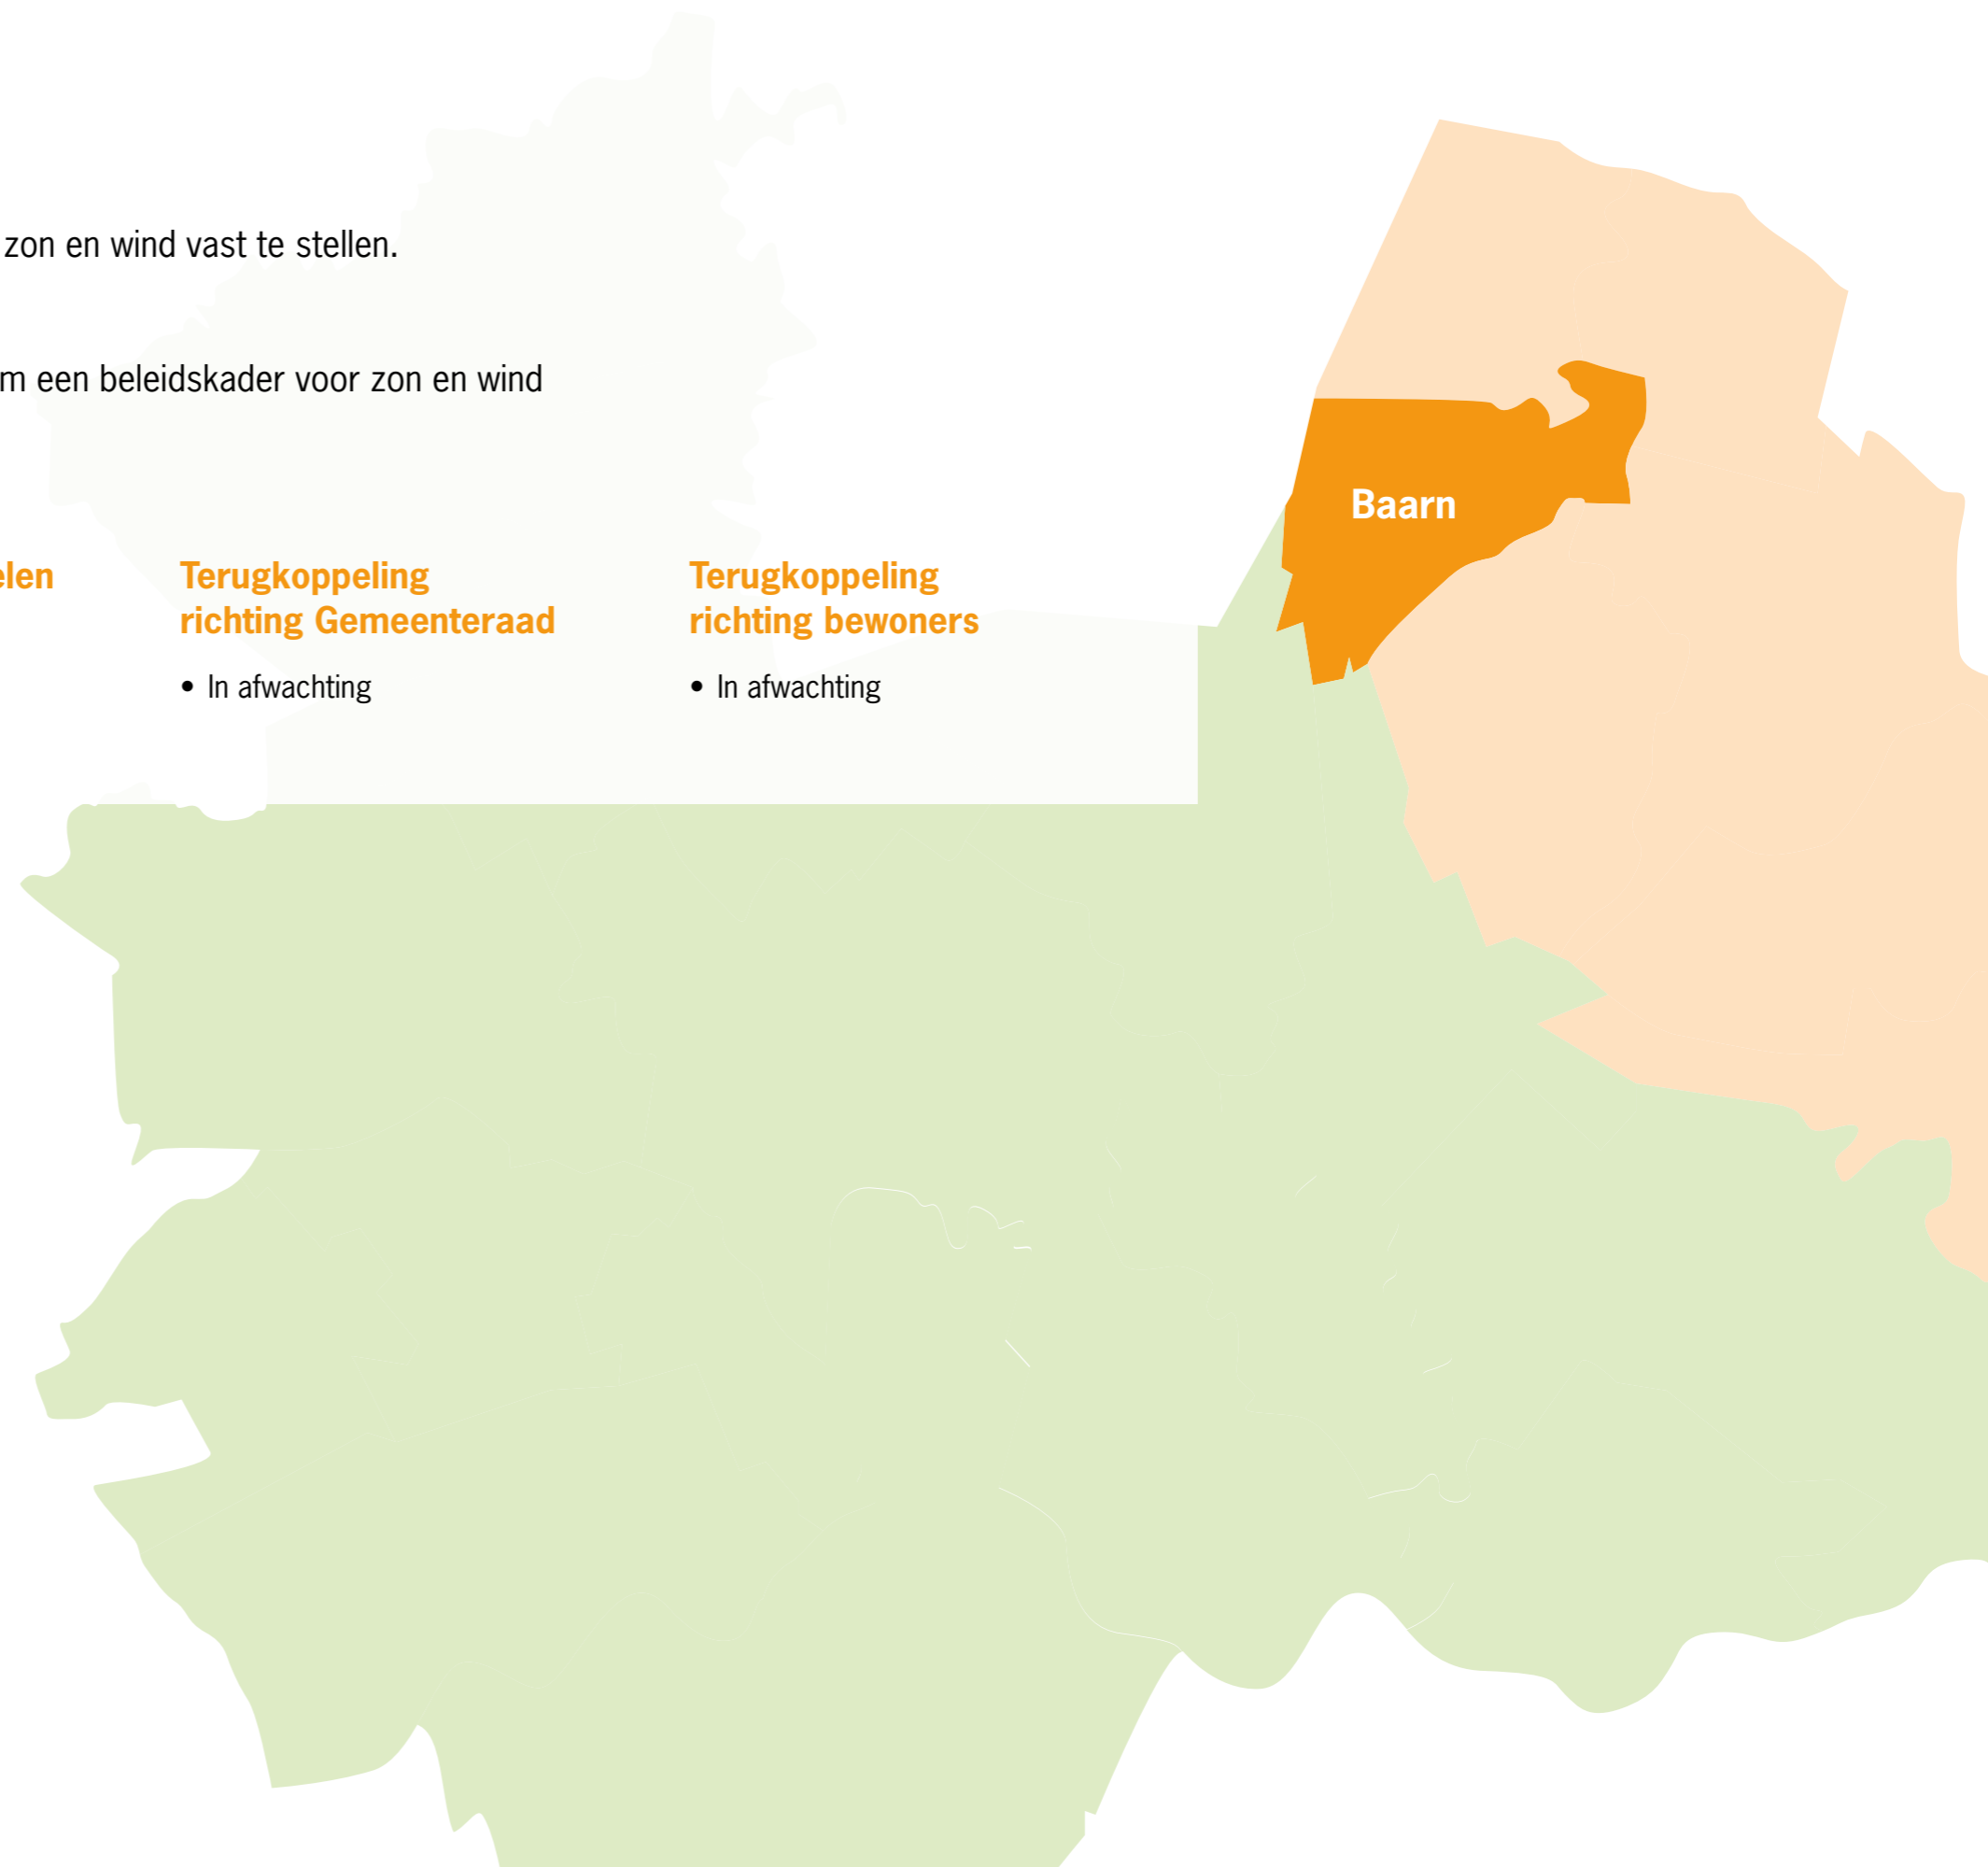 zon en wind vast te stellen.
een beleidskader voor zon en wind
Terugkoppeling
richting Gemeenteraad
• In afwachting
Terugkoppeling
richting bewoners
• In afwachting
Baarn